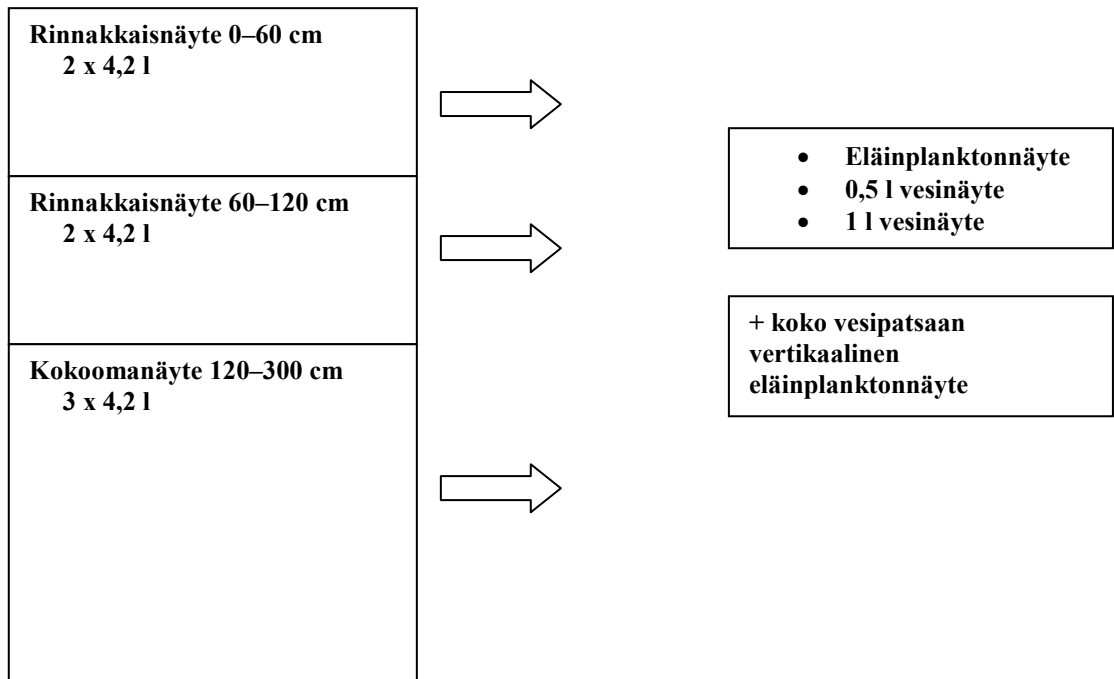 Rinnakkaisnäyte 0–60 cm
2 x 4,2 l
Rinnakkaisnäyte 60–120 cm
2 x 4,2 l
Kokoomanäyte 120–300 cm
3 x 4,2 l
• Eläinplanktonnäyte
• 0,5 l vesinäyte
• 1 l vesinäyte
+ koko vesipatsaan
vertikaalinen
eläinplanktonnäyte